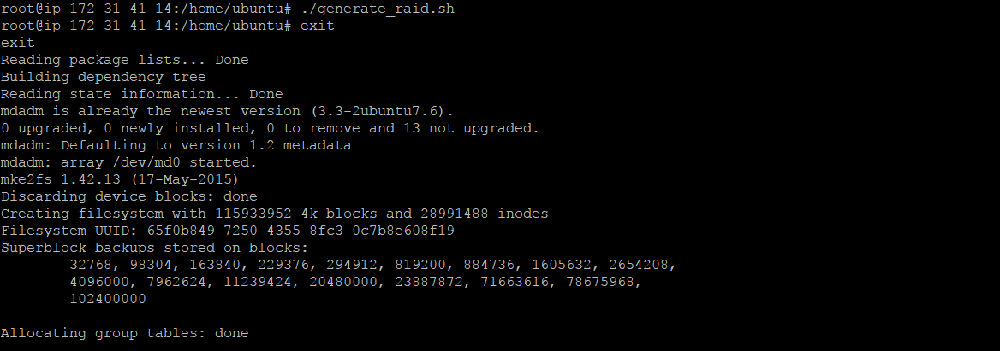 root@ip-172-31-41-14:/home/ubuntu# ./generate_raid.sh
root@ip-172-31-41-14:/home/ubuntu# exit
exit
Reading package lists... Done
Building dependency tree
Reading state information... Done
mdadm is already the newest version (3.3-2ubuntu7.6).
0 upgraded, 0 newly installed, 0 to remove and 13 not upgraded.
mdadm: Defaulting to version 1.2 metadata
mdadm: array /dev/md0 started.
mke2fs 1.42.13 (17-May-2015)
Discarding device blocks: done
Creating filesystem with 115933952 4k blocks and 28991488 inodes
Filesystem UUID: 65f0b849-7250-4355-8fc3-0c7b8e608f19
Superblock backups stored on blocks:
32768, 98304, 163840, 229376, 294912, 819200, 884736, 1605632, 2654208,
4096000, 7962624, 11239424, 20480000, 23887872, 71663616, 78675968,
102400000
Allocating group tables: done